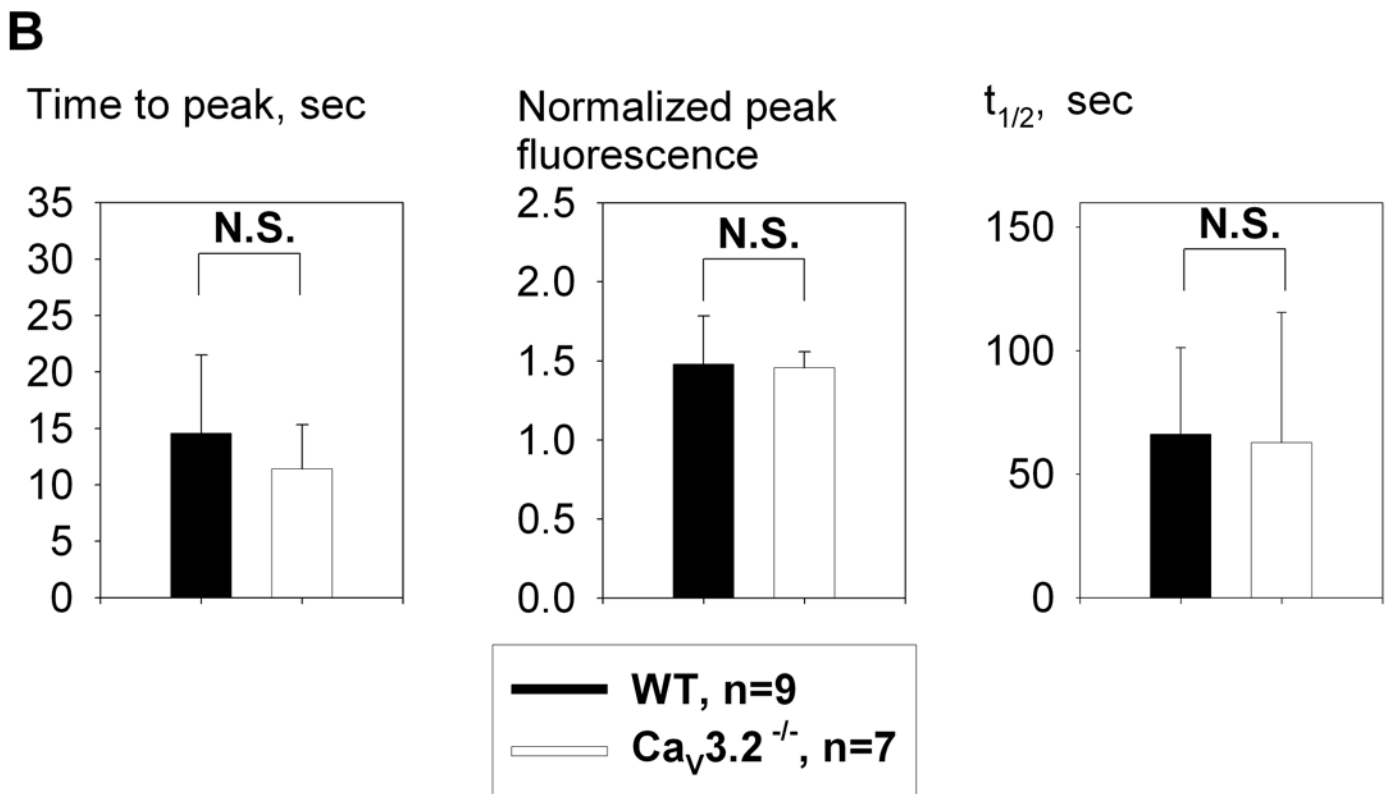 B
Time to peak, sec
35
30
25
20
15
10
5
0
N.S.
Normalized peak
fluorescence
2.5
2.0
1.5
1.0
0.5
0.0
N.S.
t1/2, sec
150
100
50
0
N.S.
WT, n=9
CaV3.2 -/-, n=7